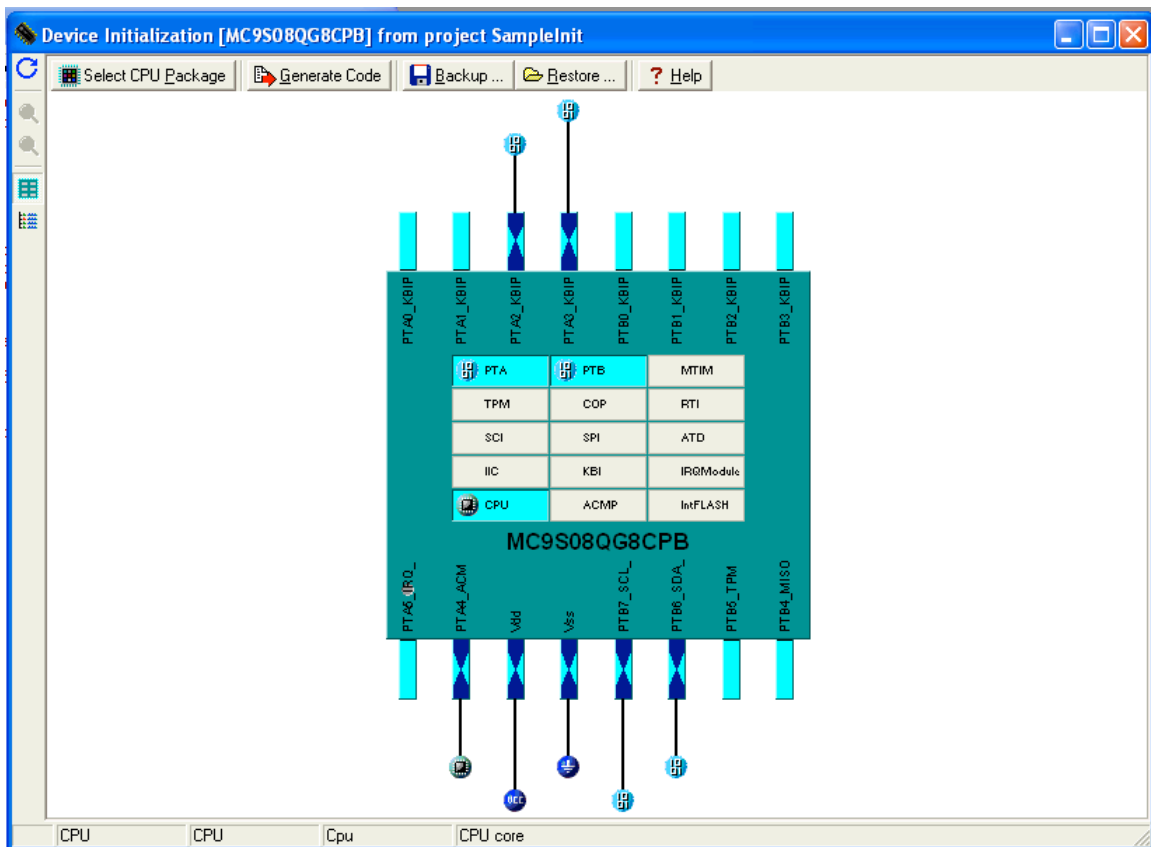 Device Initialization [MC9S08QG8CPB] from project SampleInit
Select CPU Package Generate Code Backup ... Restore ... ? Help
PTA0_KBIP PTA1_KBIP PTA2_KBIP PTA3_KBIP PTB0_KBIP PTB1_KBIP PTB2_KBIP PTB3_KBIP
PTA PTB MTIM
TPM COP RTI
SCI SPI ATD
IIC KBI IRQModule
CPU ACMP IntFLASH
MC9S08QG8CPB
PTA5_IRQ_ PTA4_ACM Vdd Vss PTB7_SCL_ PTB6_SDA_ PTB5_TPM PTB4_MISO
VCC
CPU CPU Cpu CPU core